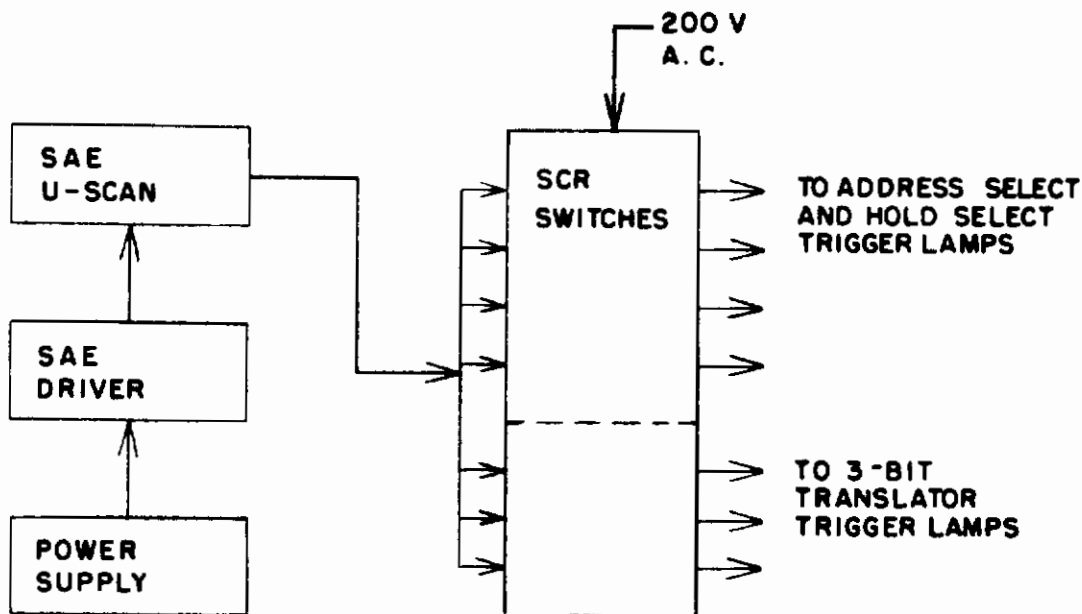 200 V
A. C.
SAE
U-SCAN
SCR
SWITCHES
TO ADDRESS SELECT
AND HOLD SELECT
TRIGGER LAMPS
SAE
DRIVER
TO 3-BIT
TRANSLATOR
TRIGGER LAMPS
POWER
SUPPLY